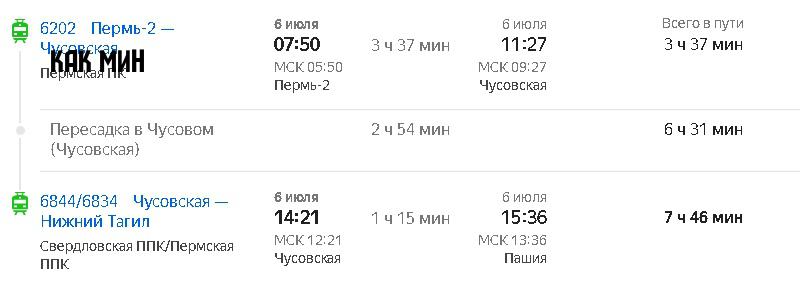 6 июля 6 июля Всего в пути
6202 Пермь-2 —
Чусовская
07:50 3 ч 37 мин 11:27 3 ч 37 мин
КАК МИН
Пермская ПК
МСК 05:50 МСК 09:27
Пермь-2 Чусовская
Пересадка в Чусовом 2 ч 54 мин 6 ч 31 мин
(Чусовская)
6 июля 6 июля
6844/6834 Чусовская —
Нижний Тагил
14:21 1 ч 15 мин 15:36 7 ч 46 мин
Свердловская ППК/Пермская
ППК
МСК 12:21 МСК 13:36
Чусовская Пашия